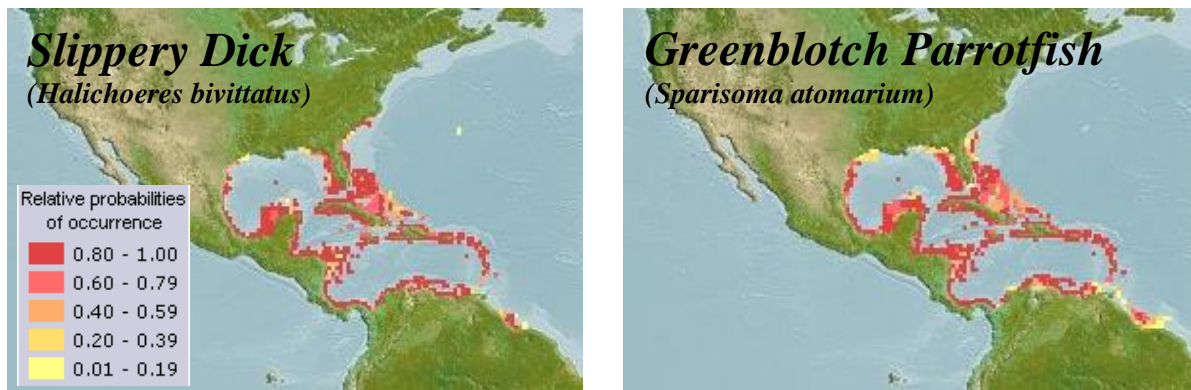 Slippery Dick
(Halichoeres bivittatus)
Relative probabilities
of occurrence
0.80 - 1.00
0.60 - 0.79
0.40 - 0.59
0.20 - 0.39
0.01 - 0.19
Greenblotch Parrotfish
(Sparisoma atomarium)